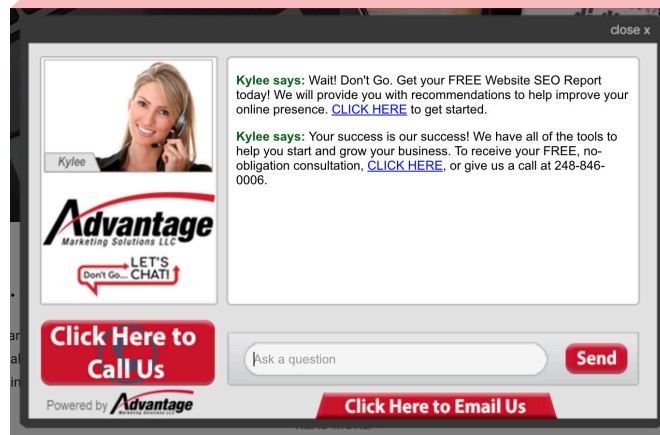 close x
Kylee says: Wait! Don't Go. Get your FREE Website SEO Report
today! We will provide you with recommendations to help improve your
online presence. CLICK HERE to get started.
Kylee says: Your success is our success! We have all of the tools to
help you start and grow your business. To receive your FREE, no-
obligation consultation, CLICK HERE, or give us a call at 248-846-
0006.
Kylee
Advantage
Marketing Solutions LLC
Don't Go... LET'S
CHAT!
Click Here to
Call Us
Ask a question
Send
Powered by Advantage
Marketing Solutions LLC
Click Here to Email Us